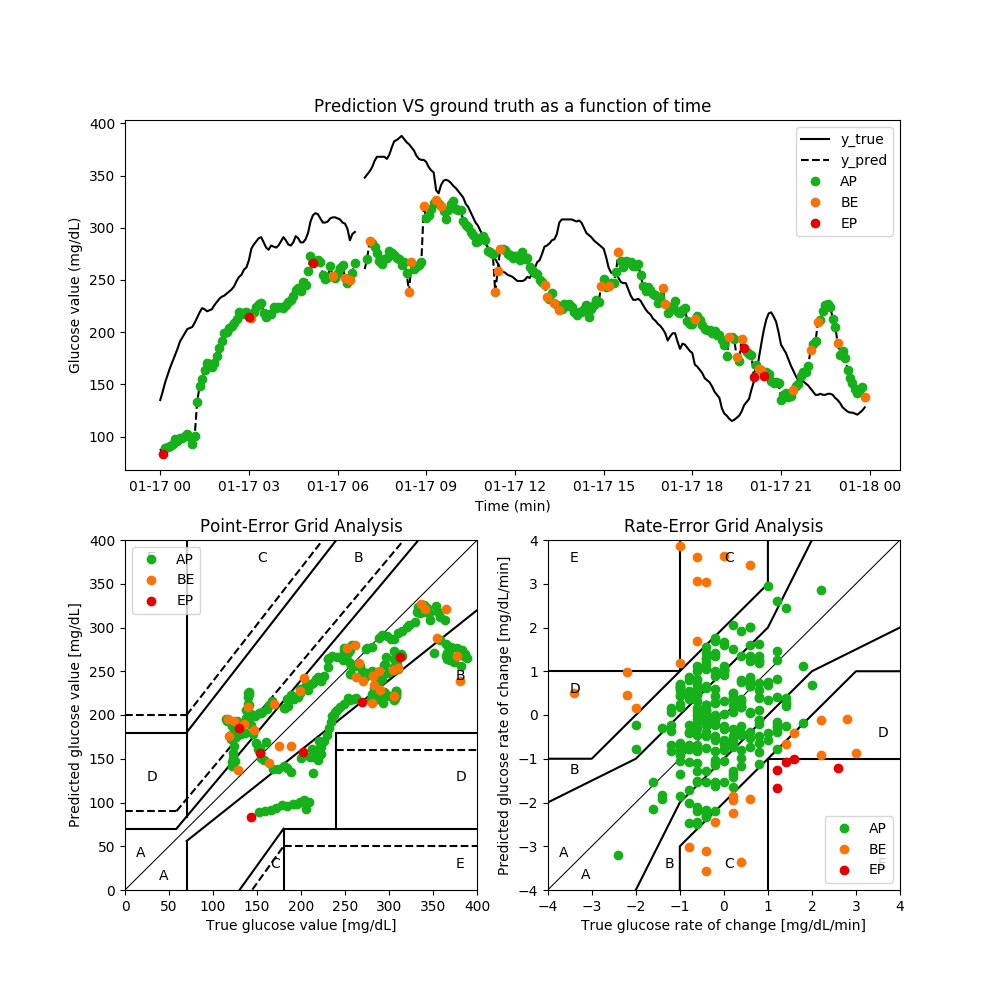 Prediction VS ground truth as a function of time
Glucose value (mg/dL)
400
350
300
250
200
150
100
y_true
y_pred
AP
BE
EP
01-17 00 01-17 03 01-17 06 01-17 09 01-17 12 01-17 15 01-17 18 01-17 21 01-18 00
Time (min)
Point-Error Grid Analysis
Predicted glucose value [mg/dL]
400
350
300
250
200
150
100
50
0
AP
BE
EP
C
B
B
D
D
A
A
C
E
0 50 100 150 200 250 300 350 400
True glucose value [mg/dL]
Rate-Error Grid Analysis
Predicted glucose rate of change [mg/dL/min]
4
3
2
1
0
−1
−2
−3
−4
E
C
D
D
B
A
A
B
C
AP
BE
EP
−4 −3 −2 −1 0 1 2 3 4
True glucose rate of change [mg/dL/min]